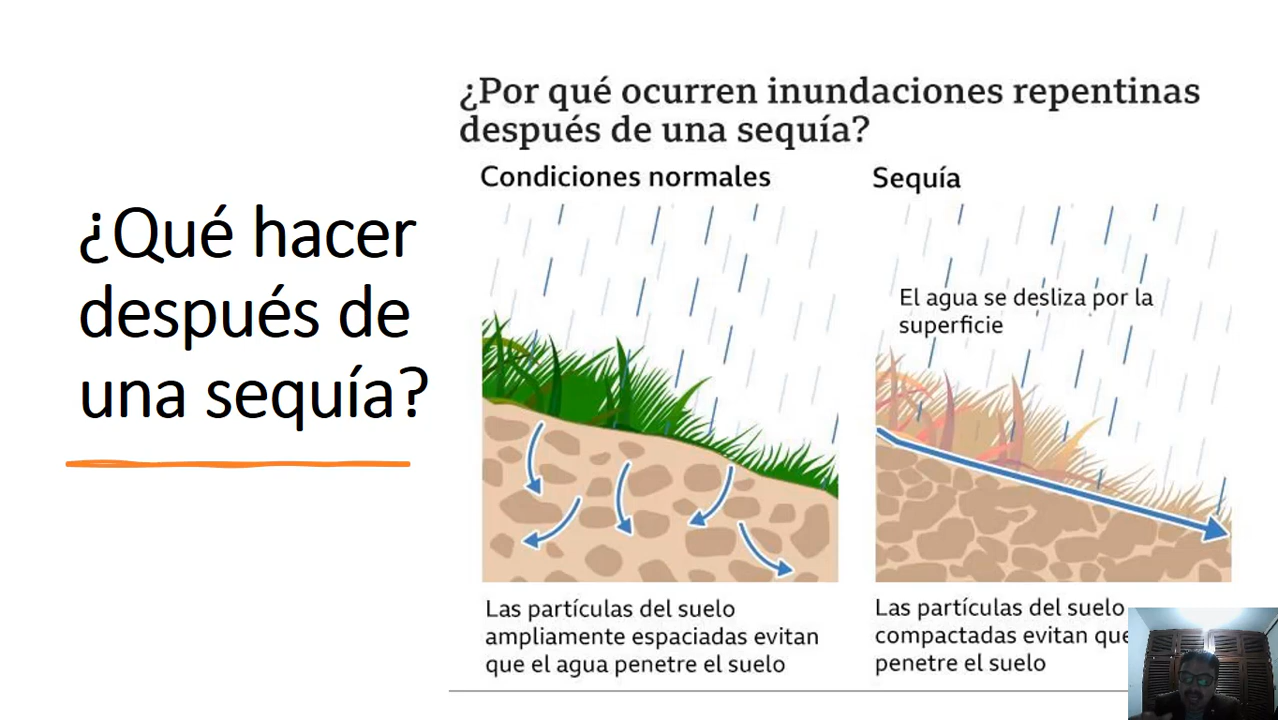 ¿Qué hacer
después de
una sequía?
¿Por qué ocurren inundaciones repentinas
después de una sequía?
Condiciones normales
Las partículas del suelo
ampliamente espaciadas evitan
que el agua penetre el suelo
Sequía
El agua se desliza por la
superficie
Las partículas del suelo
compactadas evitan que
penetre el suelo